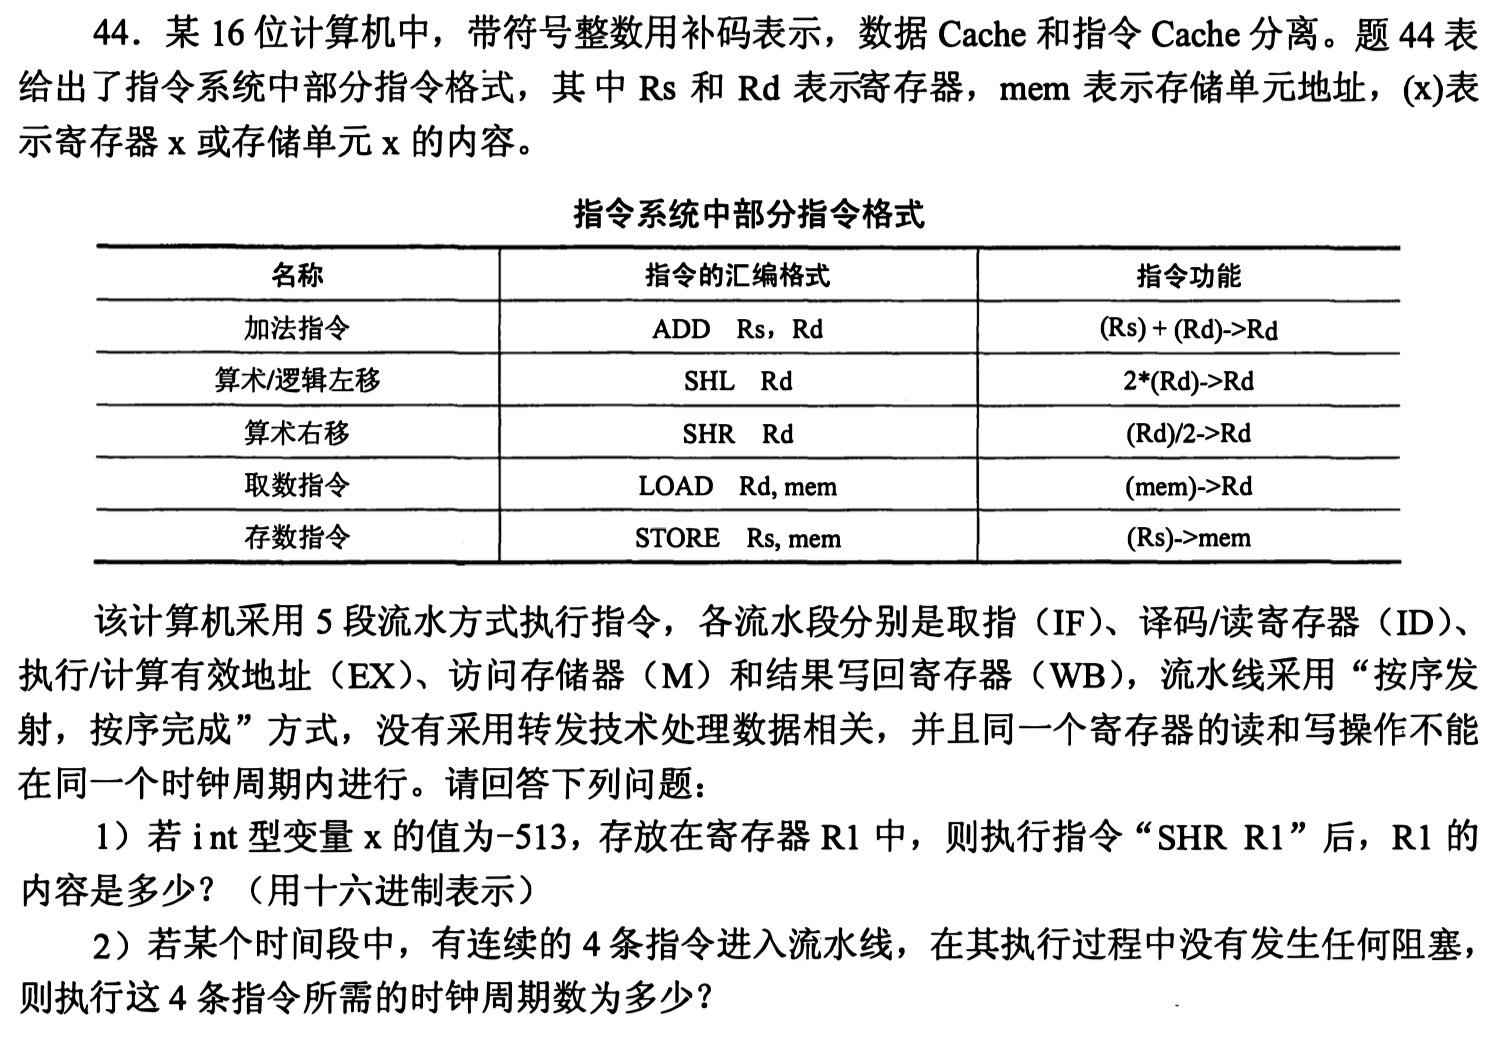 44．某 16 位计算机中，带符号整数用补码表示，数据 Cache 和指令 Cache 分离。题 44 表
给出了指令系统中部分指令格式，其中 Rs 和 Rd 表示寄存器，mem 表示存储单元地址，(x)表
示寄存器 x 或存储单元 x 的内容。
指令系统中部分指令格式
名称 指令的汇编格式 指令功能
加法指令 ADD Rs，Rd (Rs) + (Rd)->Rd
算术/逻辑左移 SHL Rd 2*(Rd)->Rd
算术右移 SHR Rd (Rd)/2->Rd
取数指令 LOAD Rd, mem (mem)->Rd
存数指令 STORE Rs, mem (Rs)->mem
该计算机采用 5 段流水方式执行指令，各流水段分别是取指（IF）、译码/读寄存器（ID）、
执行/计算有效地址（EX）、访问存储器（M）和结果写回寄存器（WB），流水线采用“按序发
射，按序完成”方式，没有采用转发技术处理数据相关，并且同一个寄存器的读和写操作不能
在同一个时钟周期内进行。请回答下列问题：
1）若 int 型变量 x 的值为-513，存放在寄存器 R1 中，则执行指令“SHR R1”后，R1 的
内容是多少？（用十六进制表示）
2）若某个时间段中，有连续的 4 条指令进入流水线，在其执行过程中没有发生任何阻塞，
则执行这 4 条指令所需的时钟周期数为多少？